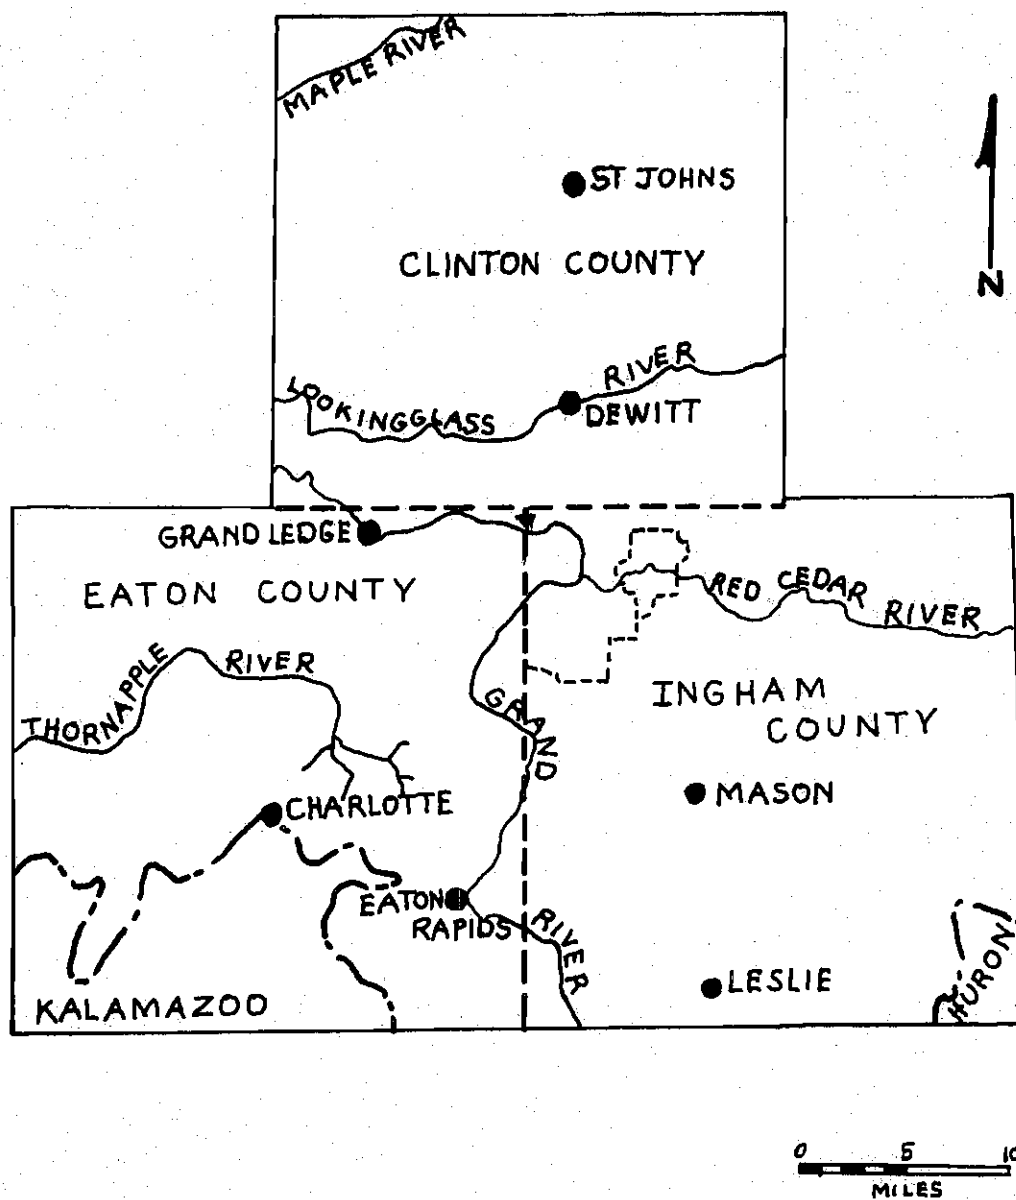 MAPLE RIVER
ST JOHNS
CLINTON COUNTY
N
LOOKINGGLASS RIVER
DEWITT
GRAND LEDGE
EATON COUNTY
RED CEDAR RIVER
THORNAPPLE RIVER
INGHAM
COUNTY
GRAND RIVER
MASON
CHARLOTTE
EATON
RAPIDS
LESLIE
HURON
KALAMAZOO
0 5 10
MILES